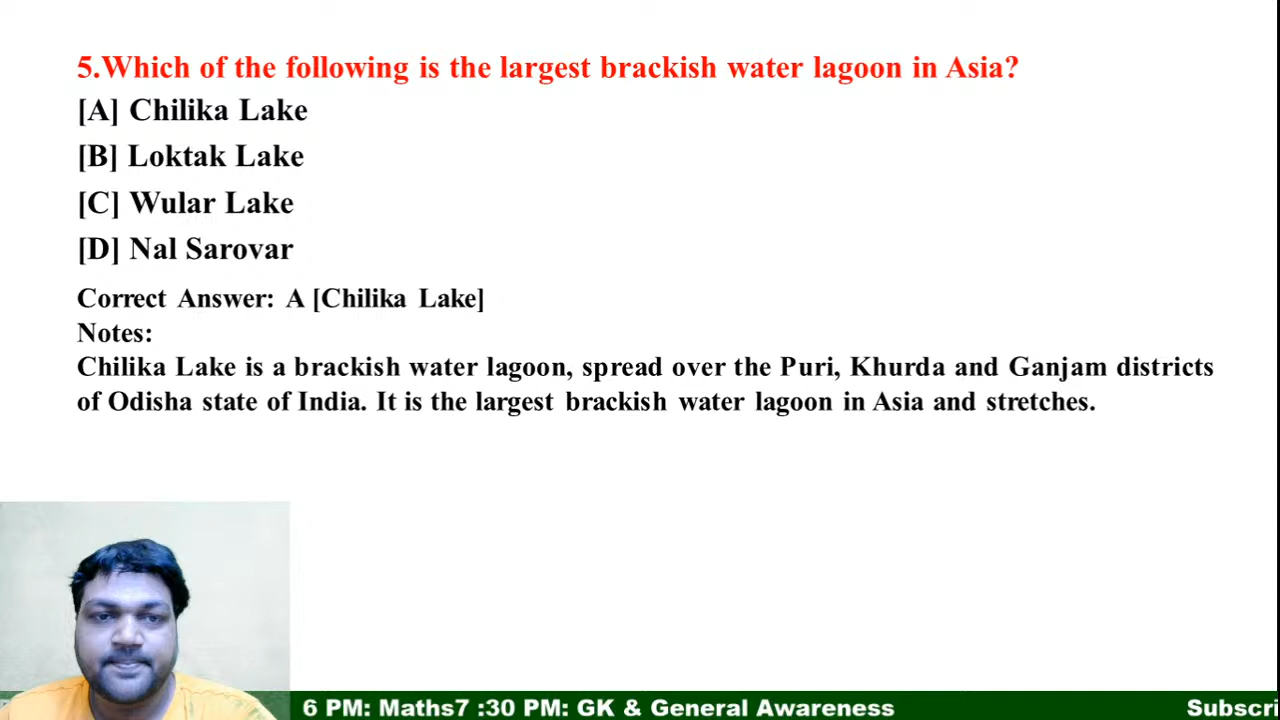 5.Which of the following is the largest brackish water lagoon in Asia?
[A] Chilika Lake
[B] Loktak Lake
[C] Wular Lake
[D] Nal Sarovar
Correct Answer: A [Chilika Lake]
Notes:
Chilika Lake is a brackish water lagoon, spread over the Puri, Khurda and Ganjam districts
of Odisha state of India. It is the largest brackish water lagoon in Asia and stretches.
6 PM: Maths7 :30 PM: GK & General Awareness Subscri